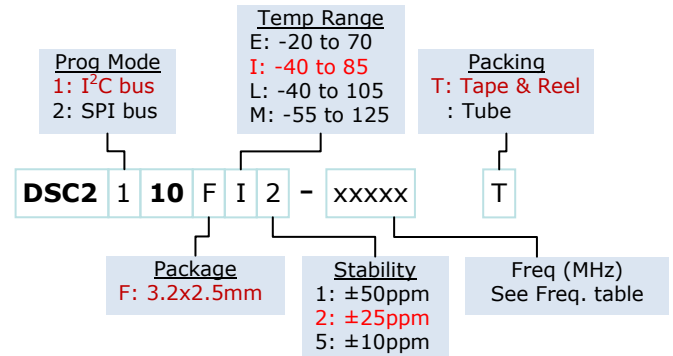 Temp Range
E: -20 to 70
I: -40 to 85
L: -40 to 105
M: -55 to 125
Prog Mode
1: I²C bus
2: SPI bus
Packing
T: Tape & Reel
: Tube
DSC2 1 10 F I 2 - xxxxx T
Package
F: 3.2x2.5mm
Stability
1: ±50ppm
2: ±25ppm
5: ±10ppm
Freq (MHz)
See Freq. table